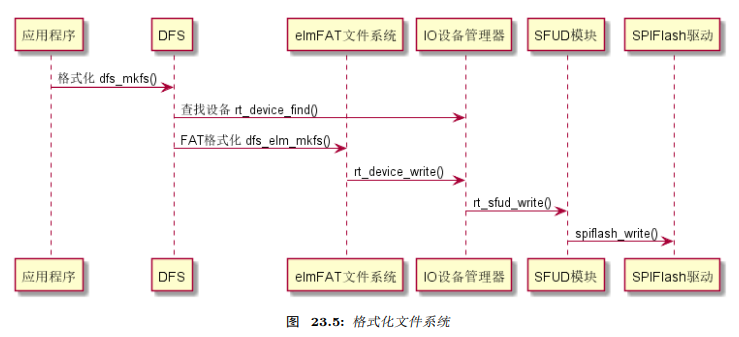 应用程序 DFS elmFAT文件系统 IO设备管理器 SFUD模块 SPIFlash驱动
格式化 dfs_mkfs()
查找设备 rt_device_find()
FAT格式化 dfs_elm_mkfs()
rt_device_write()
rt_sfud_write()
spiflash_write()
应用程序 DFS elmFAT文件系统 IO设备管理器 SFUD模块 SPIFlash驱动
图 23.5: 格式化文件系统